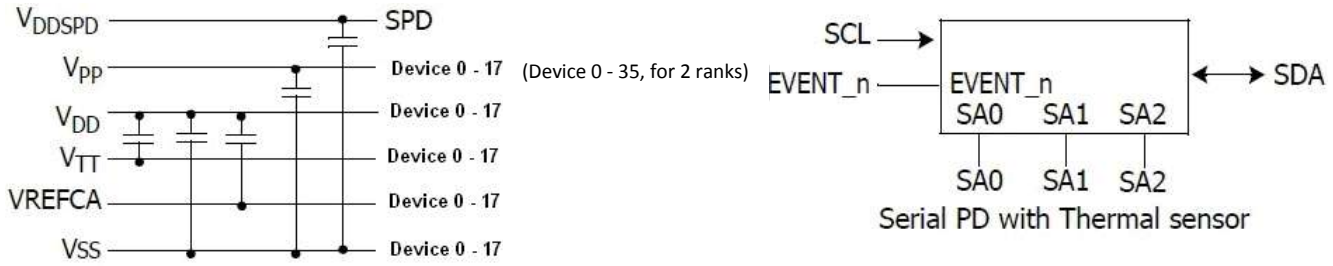 VDDSPD SPD
VPP Device 0 - 17 (Device 0 - 35, for 2 ranks)
VDD Device 0 - 17
VTT Device 0 - 17
VREFCA Device 0 - 17
VSS Device 0 - 17
SCL
EVENT_n EVENT_n SDA
SA0 SA1 SA2
SA0 SA1 SA2
Serial PD with Thermal sensor